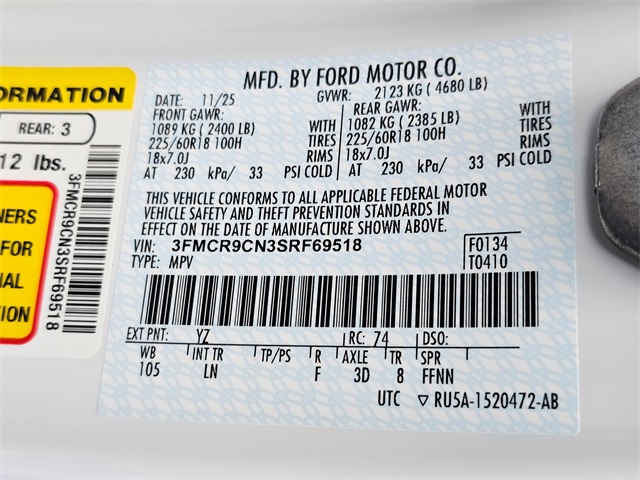 ORMATION
REAR: 3
12 lbs.
NERS
FOR
NAL
TION
3FMCR9CN3SRF69518
MFD. BY FORD MOTOR CO.
DATE: 11/25 GVWR: 2123 KG ( 4680 LB)
FRONT GAWR: REAR GAWR:
1089 KG ( 2400 LB) WITH 1082 KG ( 2385 LB) WITH
225/60R18 100H TIRES 225/60R18 100H TIRES
18x7.0J RIMS 18x7.0J RIMS
AT 230 kPa/ 33 PSI COLD AT 230 kPa/ 33 PSI COLD
THIS VEHICLE CONFORMS TO ALL APPLICABLE FEDERAL MOTOR
VEHICLE SAFETY AND THEFT PREVENTION STANDARDS IN
EFFECT ON THE DATE OF MANUFACTURE SHOWN ABOVE.
VIN: 3FMCR9CN3SRF69518 F0134
TYPE: MPV T0410
EXT PNT: YZ RC: 74 DSO:
WB INT TR TP/PS R AXLE TR SPR
105 LN F 3D 8 FFNN
UTC ▽ RU5A-1520472-AB